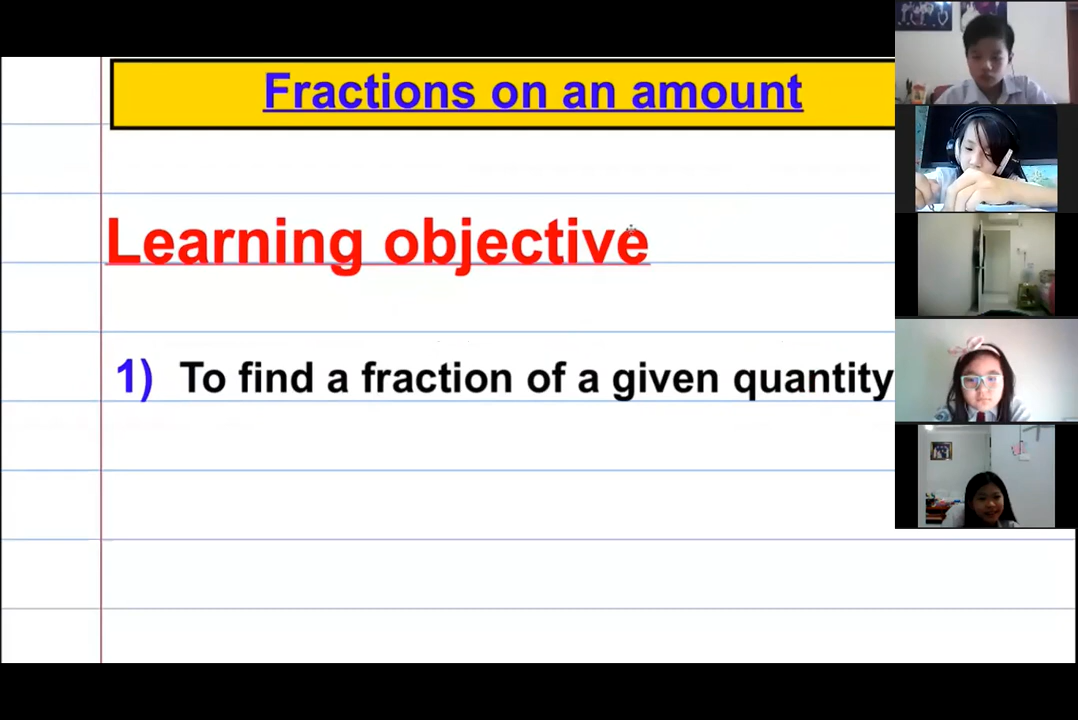 Fractions on an amount
Learning objective
1) To find a fraction of a given quantity